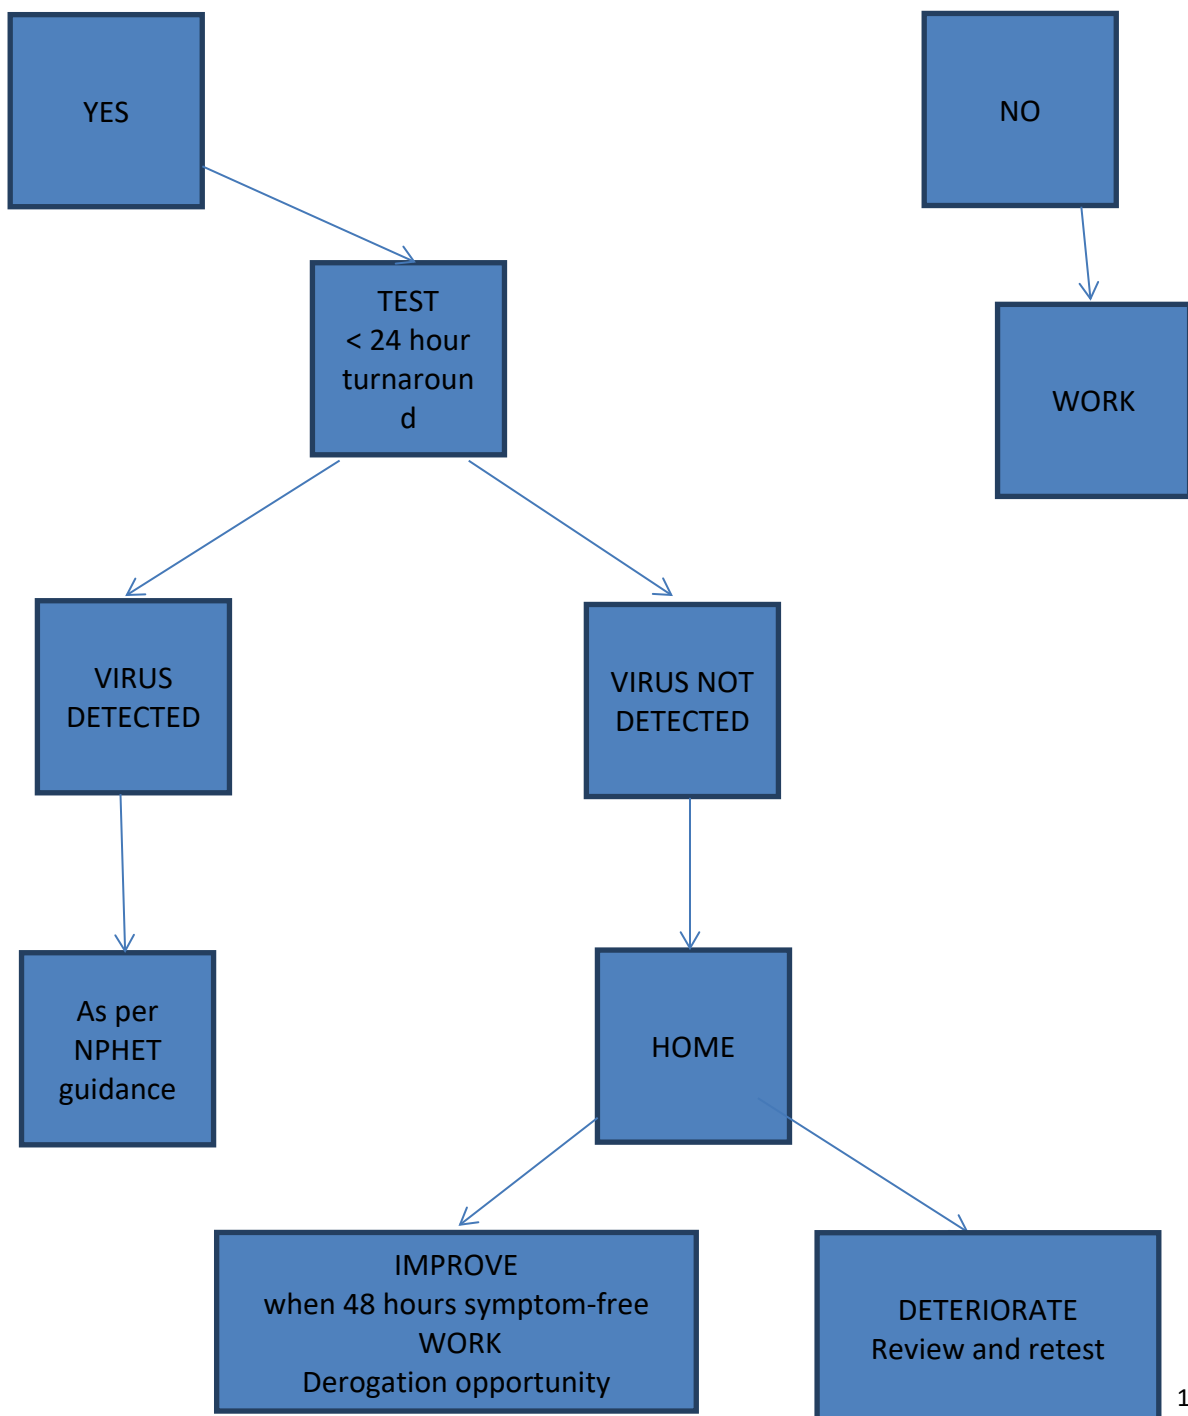 YES
NO
TEST
< 24 hour
turnaroun
d
WORK
VIRUS
DETECTED
VIRUS NOT
DETECTED
As per
NPHET
guidance
HOME
IMPROVE
when 48 hours symptom-free
WORK
Derogation opportunity
DETERIORATE
Review and retest
1